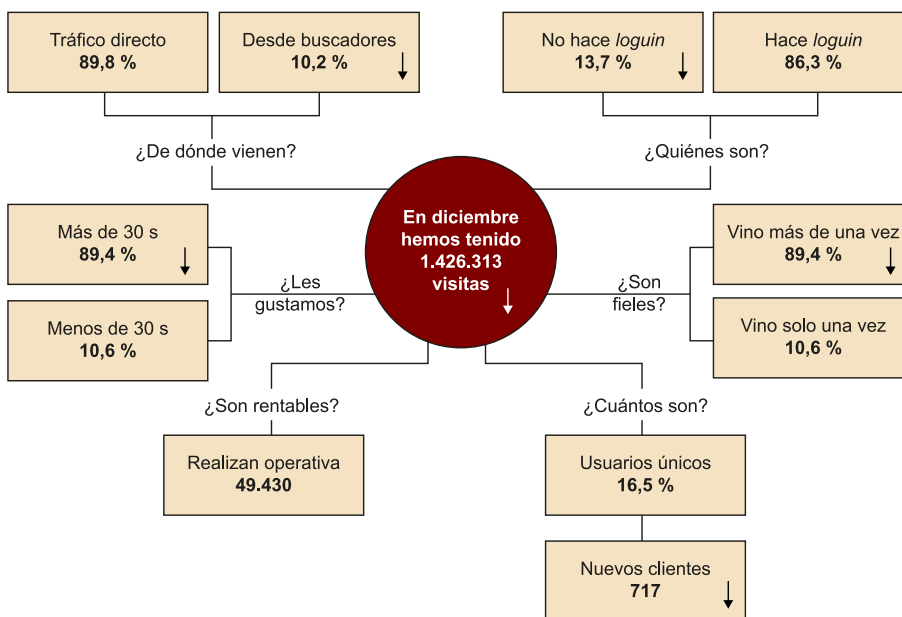 Tráfico directo
89,8 %
Desde buscadores
10,2 %
No hace loguin
13,7 %
Hace loguin
86,3 %
¿De dónde vienen?
¿Quiénes son?
En diciembre
hemos tenido
1.426.313
visitas
Más de 30 s
89,4 %
Menos de 30 s
10,6 %
¿Les
gustamos?
¿Son
fieles?
Vino más de una vez
89,4 %
Vino solo una vez
10,6 %
¿Son rentables?
Realizan operativa
49.430
¿Cuántos son?
Usuarios únicos
16,5 %
Nuevos clientes
717